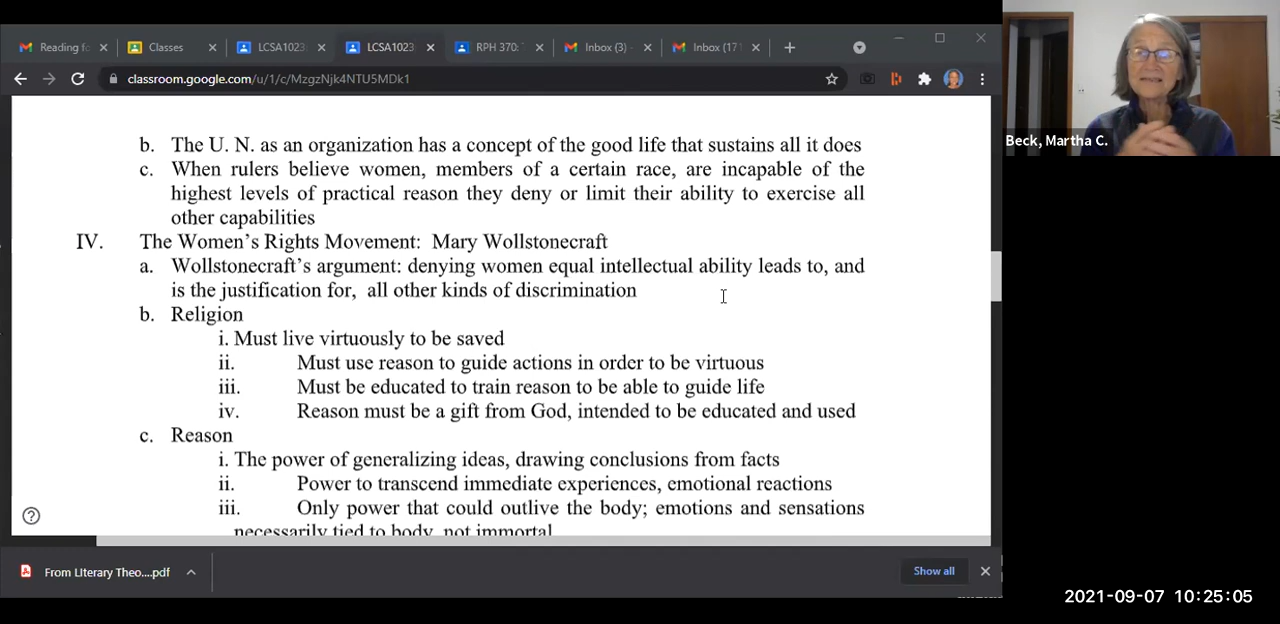 Reading fo
Classes
LCSA1023
LCSA1023
RPH 370:
Inbox (3)
Inbox (17
classroom.google.com/u/1/c/MzgzNjk4NTU5MDk1
Beck, Martha C.
b. The U. N. as an organization has a concept of the good life that sustains all it does
c. When rulers believe women, members of a certain race, are incapable of the
highest levels of practical reason they deny or limit their ability to exercise all
other capabilities
IV. The Women's Rights Movement: Mary Wollstonecraft
a. Wollstonecraft's argument: denying women equal intellectual ability leads to, and
is the justification for, all other kinds of discrimination
b. Religion
i. Must live virtuously to be saved
ii. Must use reason to guide actions in order to be virtuous
iii. Must be educated to train reason to be able to guide life
iv. Reason must be a gift from God, intended to be educated and used
c. Reason
i. The power of generalizing ideas, drawing conclusions from facts
ii. Power to transcend immediate experiences, emotional reactions
iii. Only power that could outlive the body; emotions and sensations
necessarily tied to body, not immortal
From LIterary Theo....pdf
Show all
2021-09-07 10:25:05